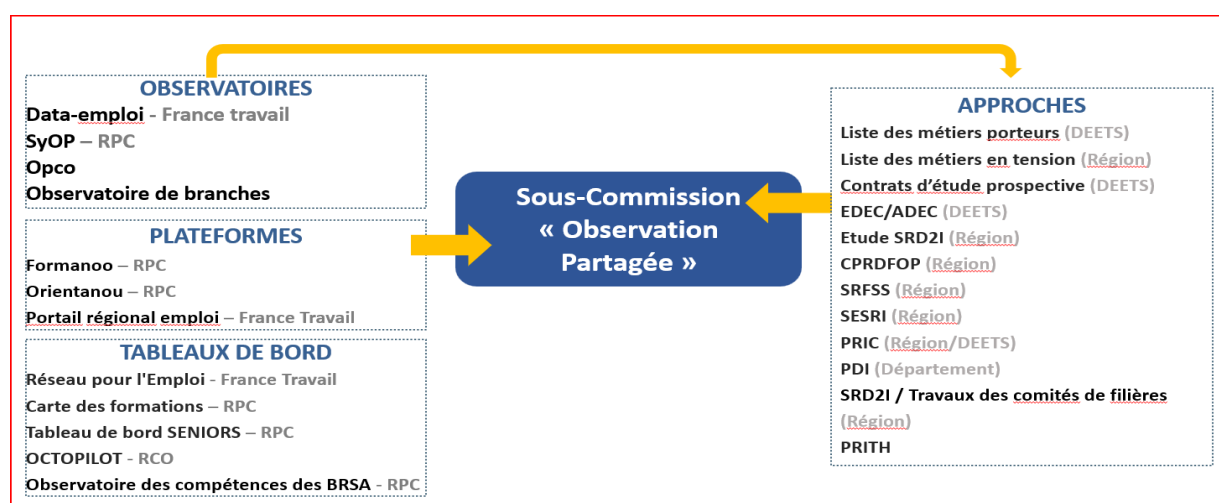 OBSERVATOIRES
Data-emploi - France travail
SyOP – RPC
Opco
Observatoire de branches
PLATEFORMES
Formanoo – RPC
Orientanou – RPC
Portail régional emploi – France Travail
TABLEAUX DE BORD
Réseau pour l'Emploi - France Travail
Carte des formations – RPC
Tableau de bord SENIORS – RPC
OCTOPILOT - RCO
Observatoire des compétences des BRSA - RPC
Sous-Commission
« Observation
Partagée »
APPROCHES
Liste des métiers porteurs (DEETS)
Liste des métiers en tension (Région)
Contrats d'étude prospective (DEETS)
EDEC/ADEC (DEETS)
Etude SRD2I (Région)
CPRDFOP (Région)
SRFSS (Région)
SESRI (Région)
PRIC (Région/DEETS)
PDI (Département)
SRD2I / Travaux des comités de filières
(Région)
PRITH